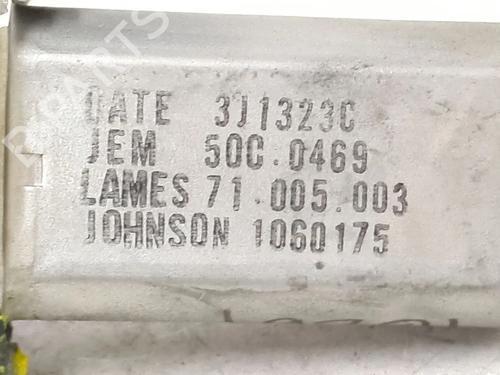 DATE 3J1323C
JEM 50C.0469
LAMES 71.005.003
JOHNSON 1060175